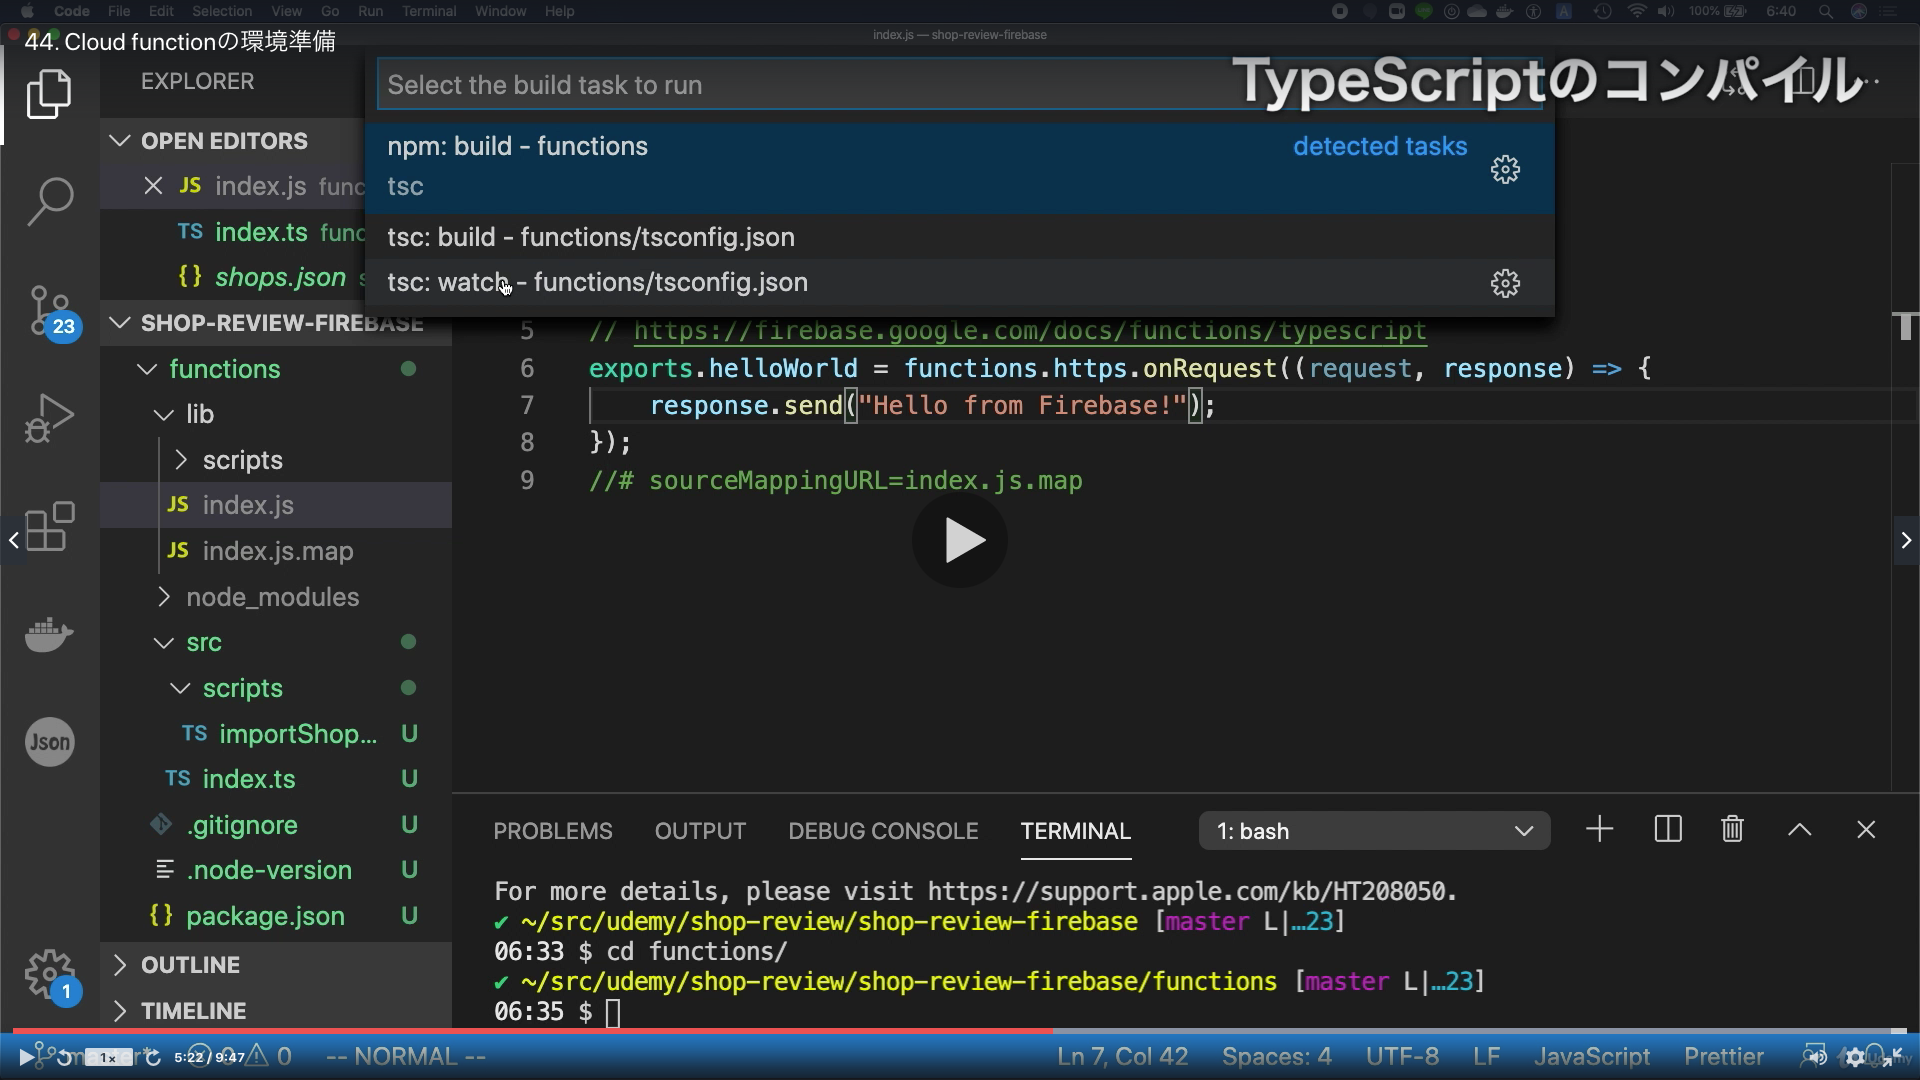 Code File Edit Selection View Go Run Terminal Window Help
100% 6:40
index.js — shop-review-firebase
44. Cloud functionの環境準備
TypeScriptのコンパイル
EXPLORER
Select the build task to run
npm: build - functions
detected tasks
tsc
tsc: build - functions/tsconfig.json
tsc: watch - functions/tsconfig.json
OPEN EDITORS
JS index.js func
TS index.ts func
{} shops.json s
SHOP-REVIEW-FIREBASE
functions
lib
scripts
JS index.js
JS index.js.map
node_modules
src
scripts
TS importShop... U
TS index.ts U
.gitignore U
.node-version U
{} package.json U
OUTLINE
TIMELINE
23
Json
1
5 // https://firebase.google.com/docs/functions/typescript
6 exports.helloWorld = functions.https.onRequest((request, response) => {
7 response.send("Hello from Firebase!");
8 });
9 //# sourceMappingURL=index.js.map
PROBLEMS OUTPUT DEBUG CONSOLE TERMINAL 1: bash
For more details, please visit https://support.apple.com/kb/HT208050.
✔ ~/src/udemy/shop-review/shop-review-firebase [master L|…23]
06:33 $ cd functions/
✔ ~/src/udemy/shop-review/shop-review-firebase/functions [master L|…23]
06:35 $
master* 1x 5:22 / 9:47 0 0 -- NORMAL -- Ln 7, Col 42 Spaces: 4 UTF-8 LF JavaScript Prettier